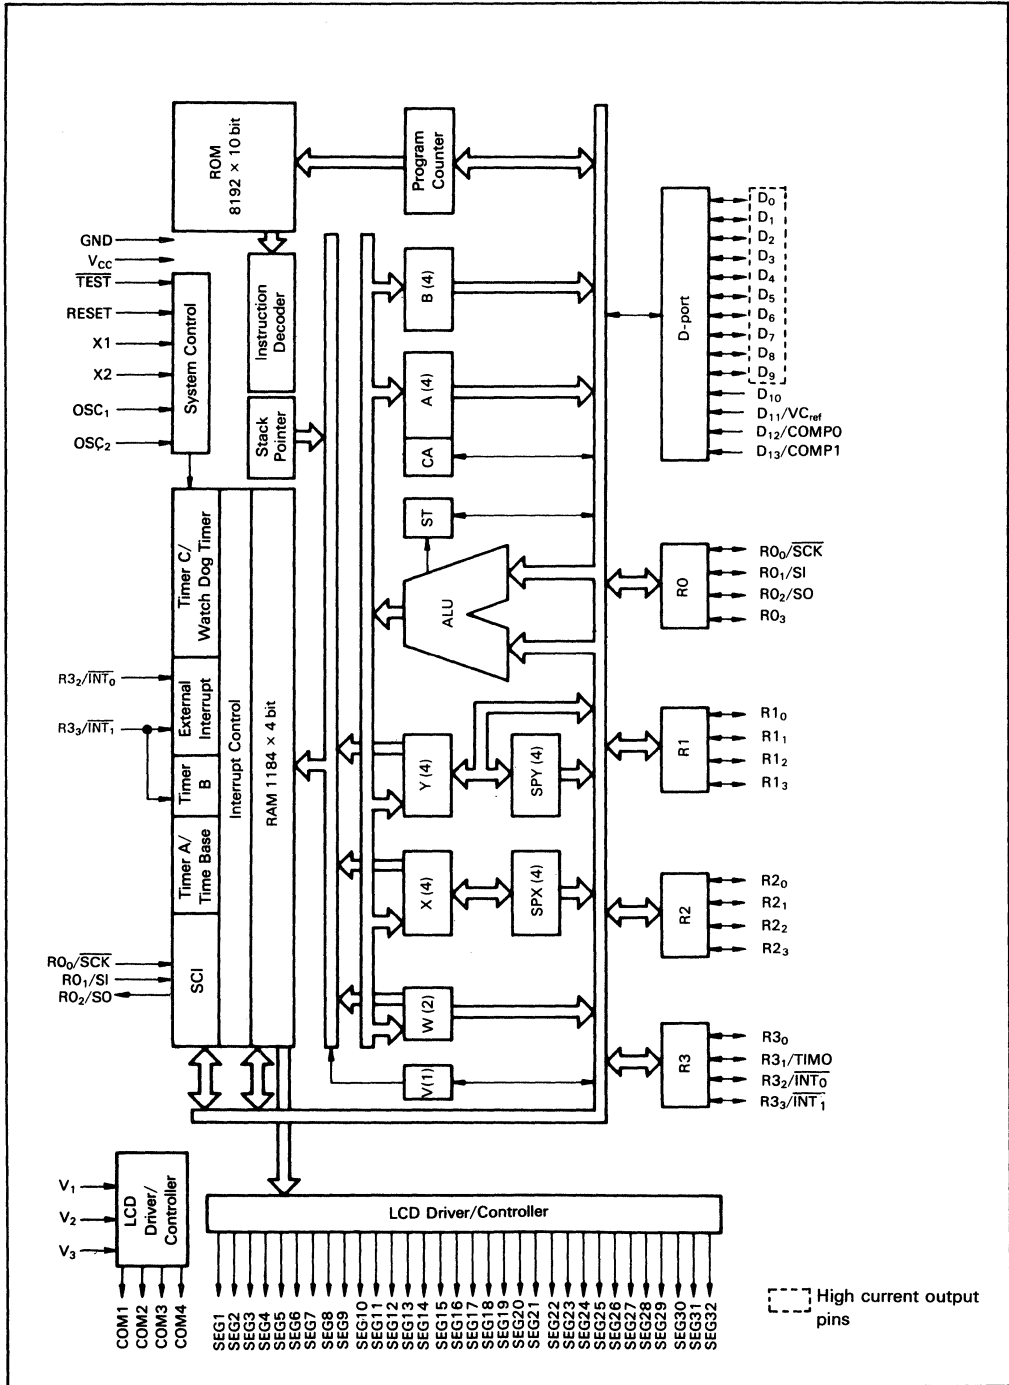 ROM
8192 × 10 bit
Program
Counter
GND
VCC
TEST
RESET
X1
X2
OSC1
OSC2
System Control
Instruction
Decoder
Stack
Pointer
B (4)
A (4)
CA
ST
ALU
D-port
D0
D1
D2
D3
D4
D5
D6
D7
D8
D9
D10
D11/VCref
D12/COMP0
D13/COMP1
Timer C/
Watch Dog Timer
External
Interrupt
Timer
B
Timer A/
Time Base
SCI
Interrupt Control
RAM 1184 × 4 bit
R32/INT0
R33/INT1
R00/SCK
R01/SI
R02/SO
Y (4)
SPY (4)
X (4)
SPX (4)
W (2)
V(1)
R0
R00/SCK
R01/SI
R02/SO
R03
R1
R10
R11
R12
R13
R2
R20
R21
R22
R23
R3
R30
R31/TIMO
R32/INT0
R33/INT1
V1
V2
V3
LCD
Driver/
Controller
LCD Driver/Controller
COM1
COM2
COM3
COM4
SEG1
SEG2
SEG3
SEG4
SEG5
SEG6
SEG7
SEG8
SEG9
SEG10
SEG11
SEG12
SEG13
SEG14
SEG15
SEG16
SEG17
SEG18
SEG19
SEG20
SEG21
SEG22
SEG23
SEG24
SEG25
SEG26
SEG27
SEG28
SEG29
SEG30
SEG31
SEG32
High current output
pins